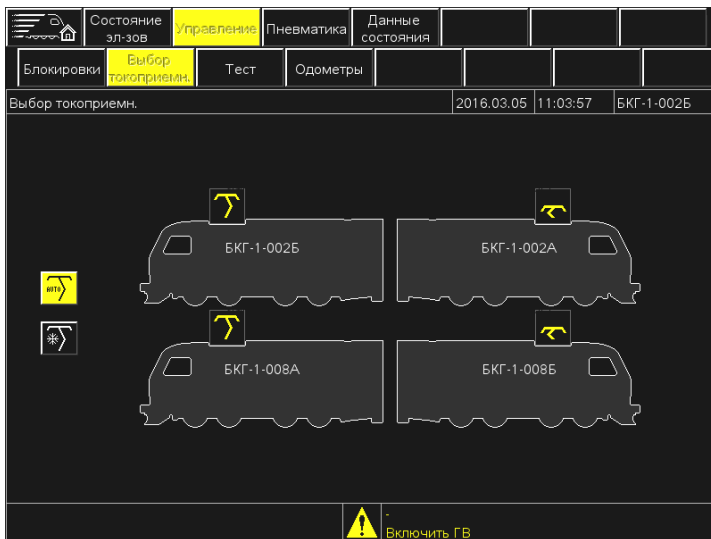 Состояние
эл-зов
Управление
Пневматика
Данные
состояния
Блокировки
Выбор
токоприемн.
Тест
Одометры
Выбор токоприемн.
2016.03.05
11:03:57
БКГ-1-002Б
БКГ-1-002Б
БКГ-1-002А
AUTO
БКГ-1-008А
БКГ-1-008Б
-
Включить ГВ